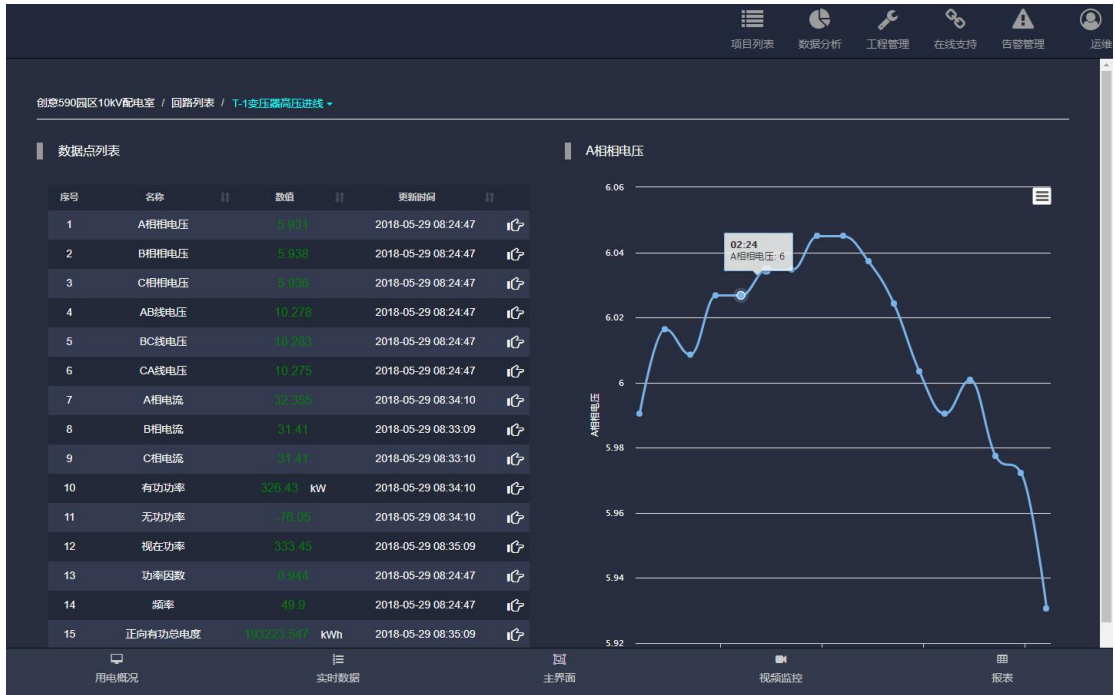 项目列表 数据分析 工程管理 在线支持 告警管理 运维
创意590园区10kV配电室 / 回路列表 / T-1变压器高压进线
数据点列表
序号 名称 数值 更新时间
1 A相相电压 5.931 2018-05-29 08:24:47
2 B相相电压 5.938 2018-05-29 08:24:47
3 C相相电压 5.936 2018-05-29 08:24:47
4 AB线电压 10.278 2018-05-29 08:24:47
5 BC线电压 10.283 2018-05-29 08:24:47
6 CA线电压 10.275 2018-05-29 08:24:47
7 A相电流 32.355 2018-05-29 08:34:10
8 B相电流 31.41 2018-05-29 08:33:09
9 C相电流 31.41 2018-05-29 08:33:10
10 有功功率 326.43 kW 2018-05-29 08:34:10
11 无功功率 -76.05 2018-05-29 08:34:10
12 视在功率 333.45 2018-05-29 08:35:09
13 功率因数 0.944 2018-05-29 08:24:47
14 频率 49.9 2018-05-29 08:24:47
15 正向有功总电度 193223.547 kWh 2018-05-29 08:35:09
A相相电压
6.06
6.04
6.02
6
5.98
5.96
5.94
5.92
A相相电压
02:24
A相相电压: 6
用电概况 实时数据 主界面 视频监控 报表